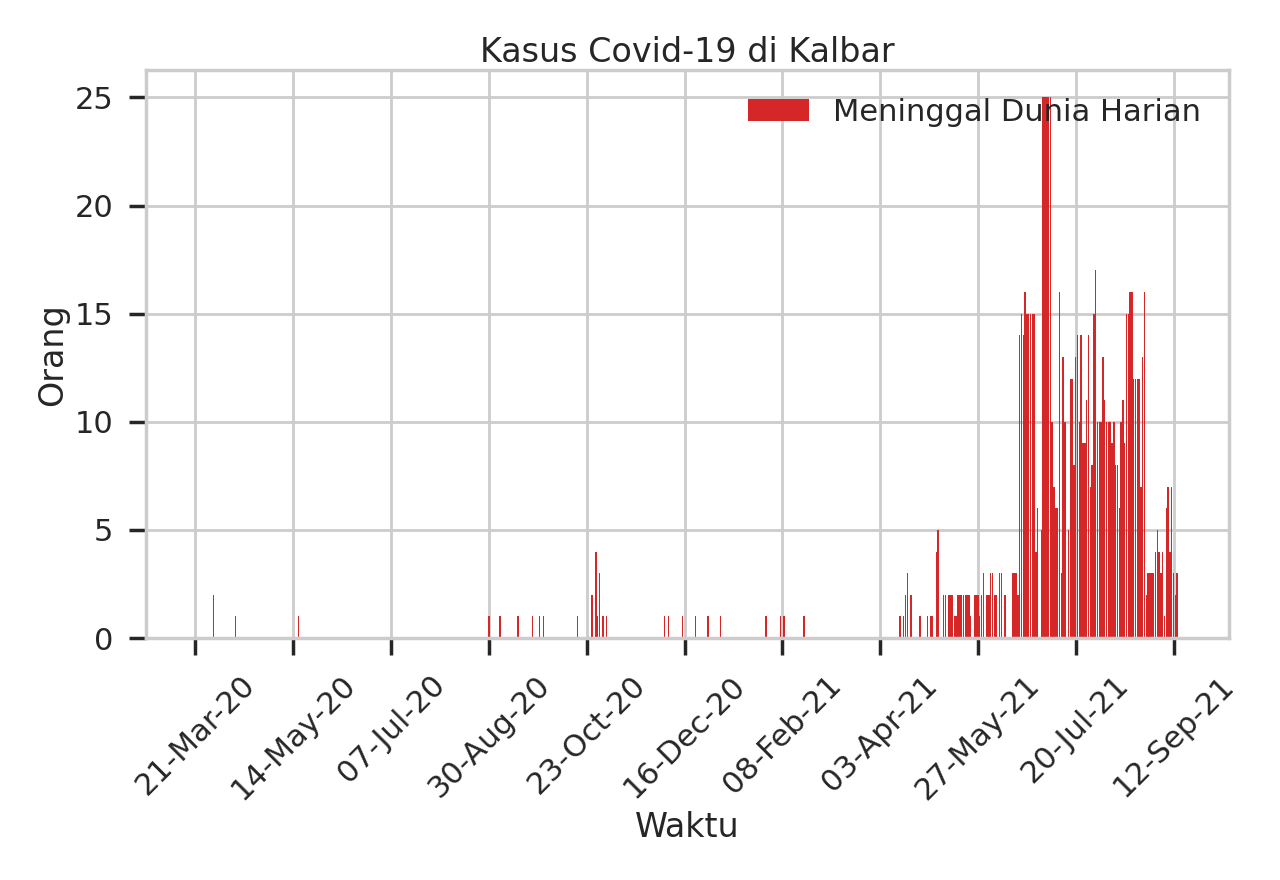 Kasus Covid-19 di Kalbar
Meninggal Dunia Harian
Orang
25
20
15
10
5
0
21-Mar-20
14-May-20
07-Jul-20
30-Aug-20
23-Oct-20
16-Dec-20
08-Feb-21
03-Apr-21
27-May-21
20-Jul-21
12-Sep-21
Waktu